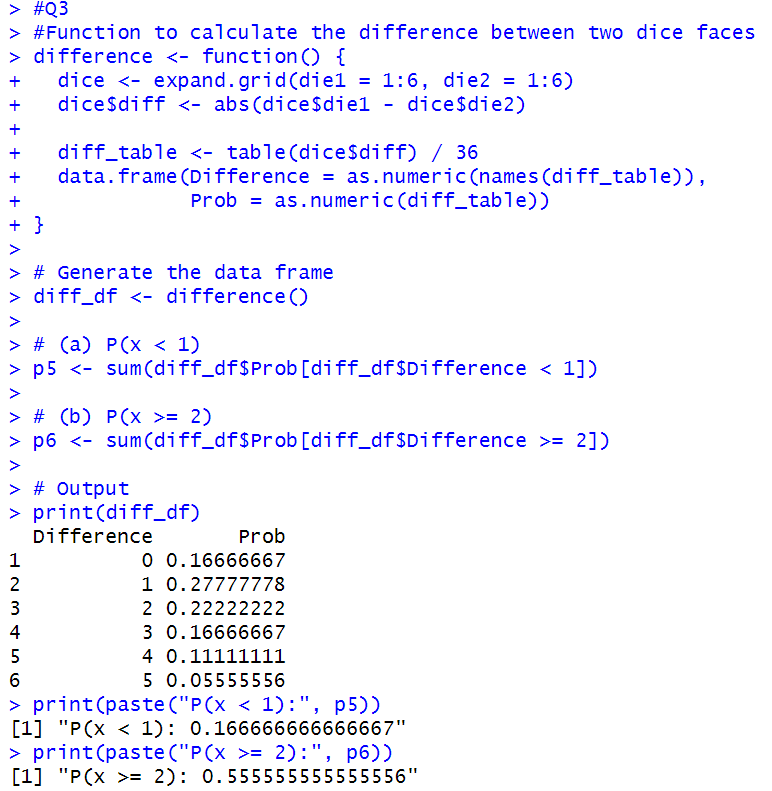 > #Q3
> #Function to calculate the difference between two dice faces
> difference <- function() {
+   dice <- expand.grid(die1 = 1:6, die2 = 1:6)
+   dice$diff <- abs(dice$die1 - dice$die2)
+
+   diff_table <- table(dice$diff) / 36
+   data.frame(Difference = as.numeric(names(diff_table)),
+              Prob = as.numeric(diff_table))
+ }
>
> # Generate the data frame
> diff_df <- difference()
>
> # (a) P(x < 1)
> p5 <- sum(diff_df$Prob[diff_df$Difference < 1])
>
> # (b) P(x >= 2)
> p6 <- sum(diff_df$Prob[diff_df$Difference >= 2])
>
> # Output
> print(diff_df)
  Difference       Prob
1          0 0.16666667
2          1 0.27777778
3          2 0.22222222
4          3 0.16666667
5          4 0.11111111
6          5 0.05555556
> print(paste("P(x < 1):", p5))
[1] "P(x < 1): 0.166666666666667"
> print(paste("P(x >= 2):", p6))
[1] "P(x >= 2): 0.555555555555556"